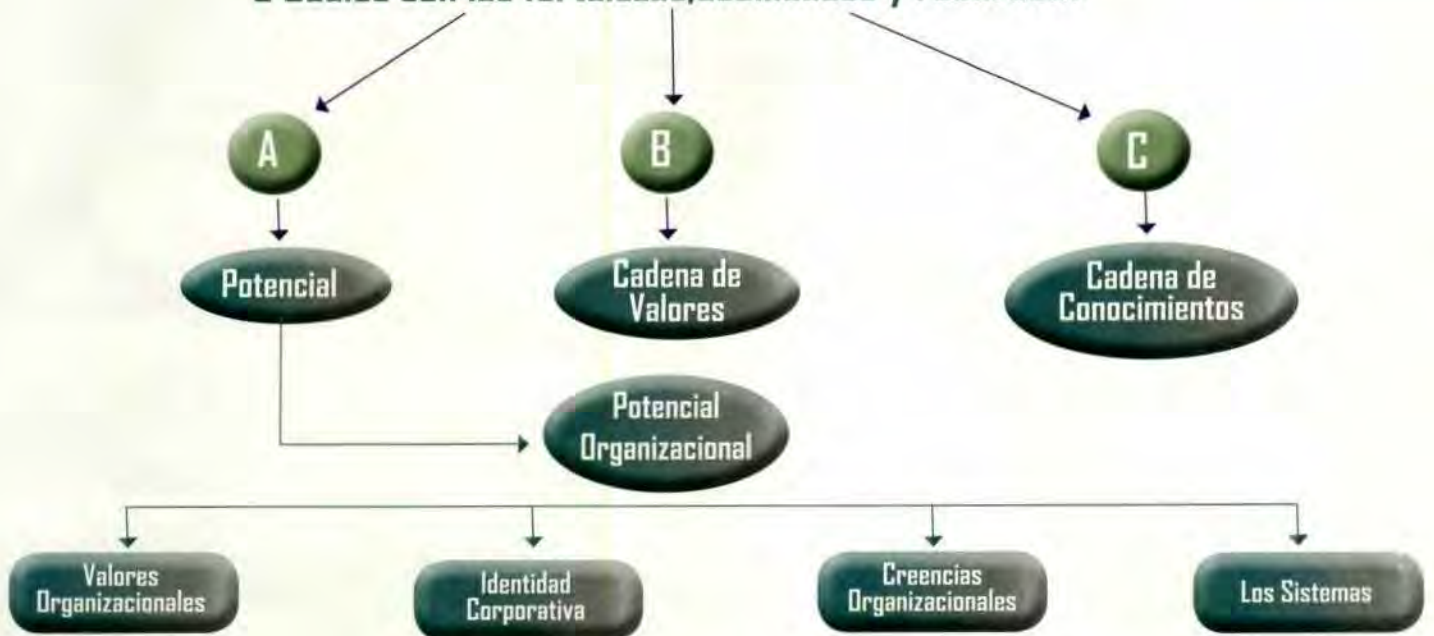 A
B
C
Potencial
Cadena de
Valores
Cadena de
Conocimientos
Potencial
Organizacional
Valores
Organizacionales
Identidad
Corporativa
Creencias
Organizacionales
Los Sistemas